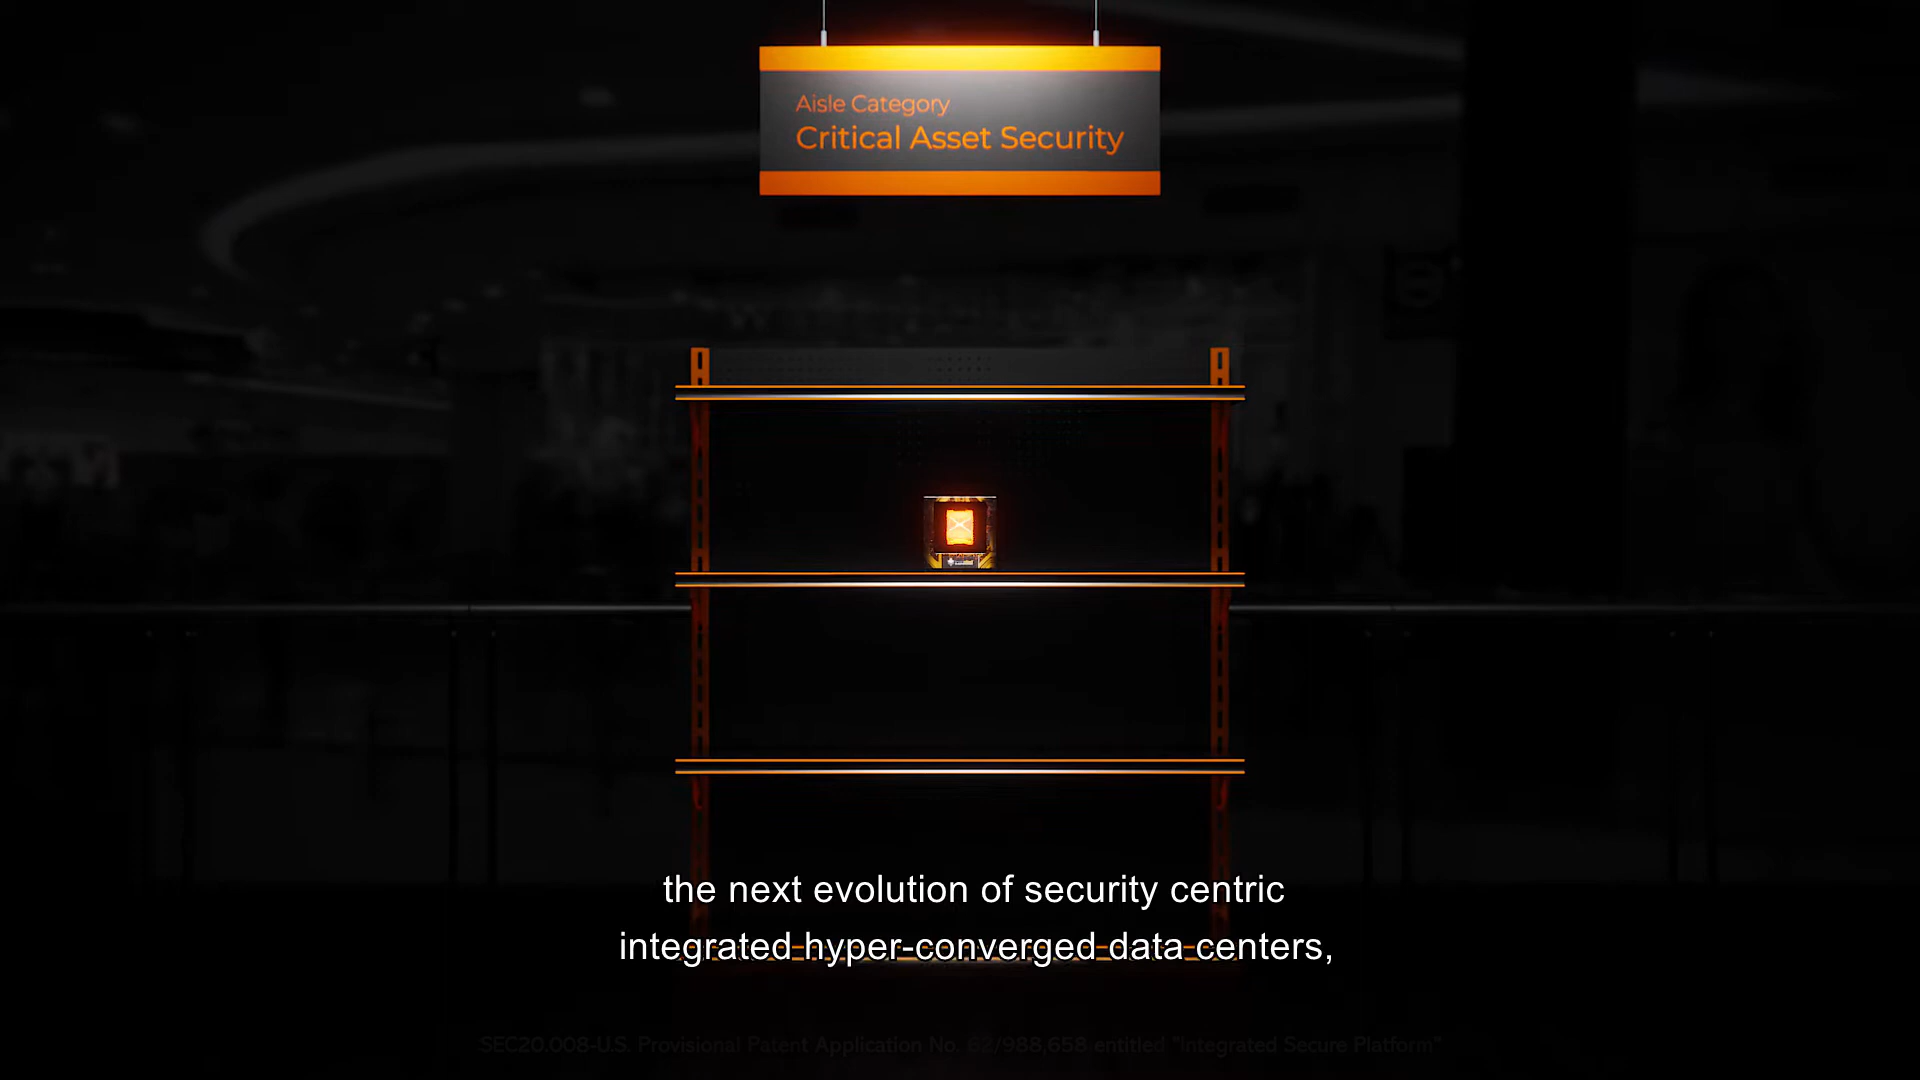 Aisle Category
Critical Asset Security
the next evolution of security centric
integrated hyper-converged data centers,
SEC20.008-U.S. Provisional Patent Application No. 62/988,658 entitled "Integrated Secure Platform"